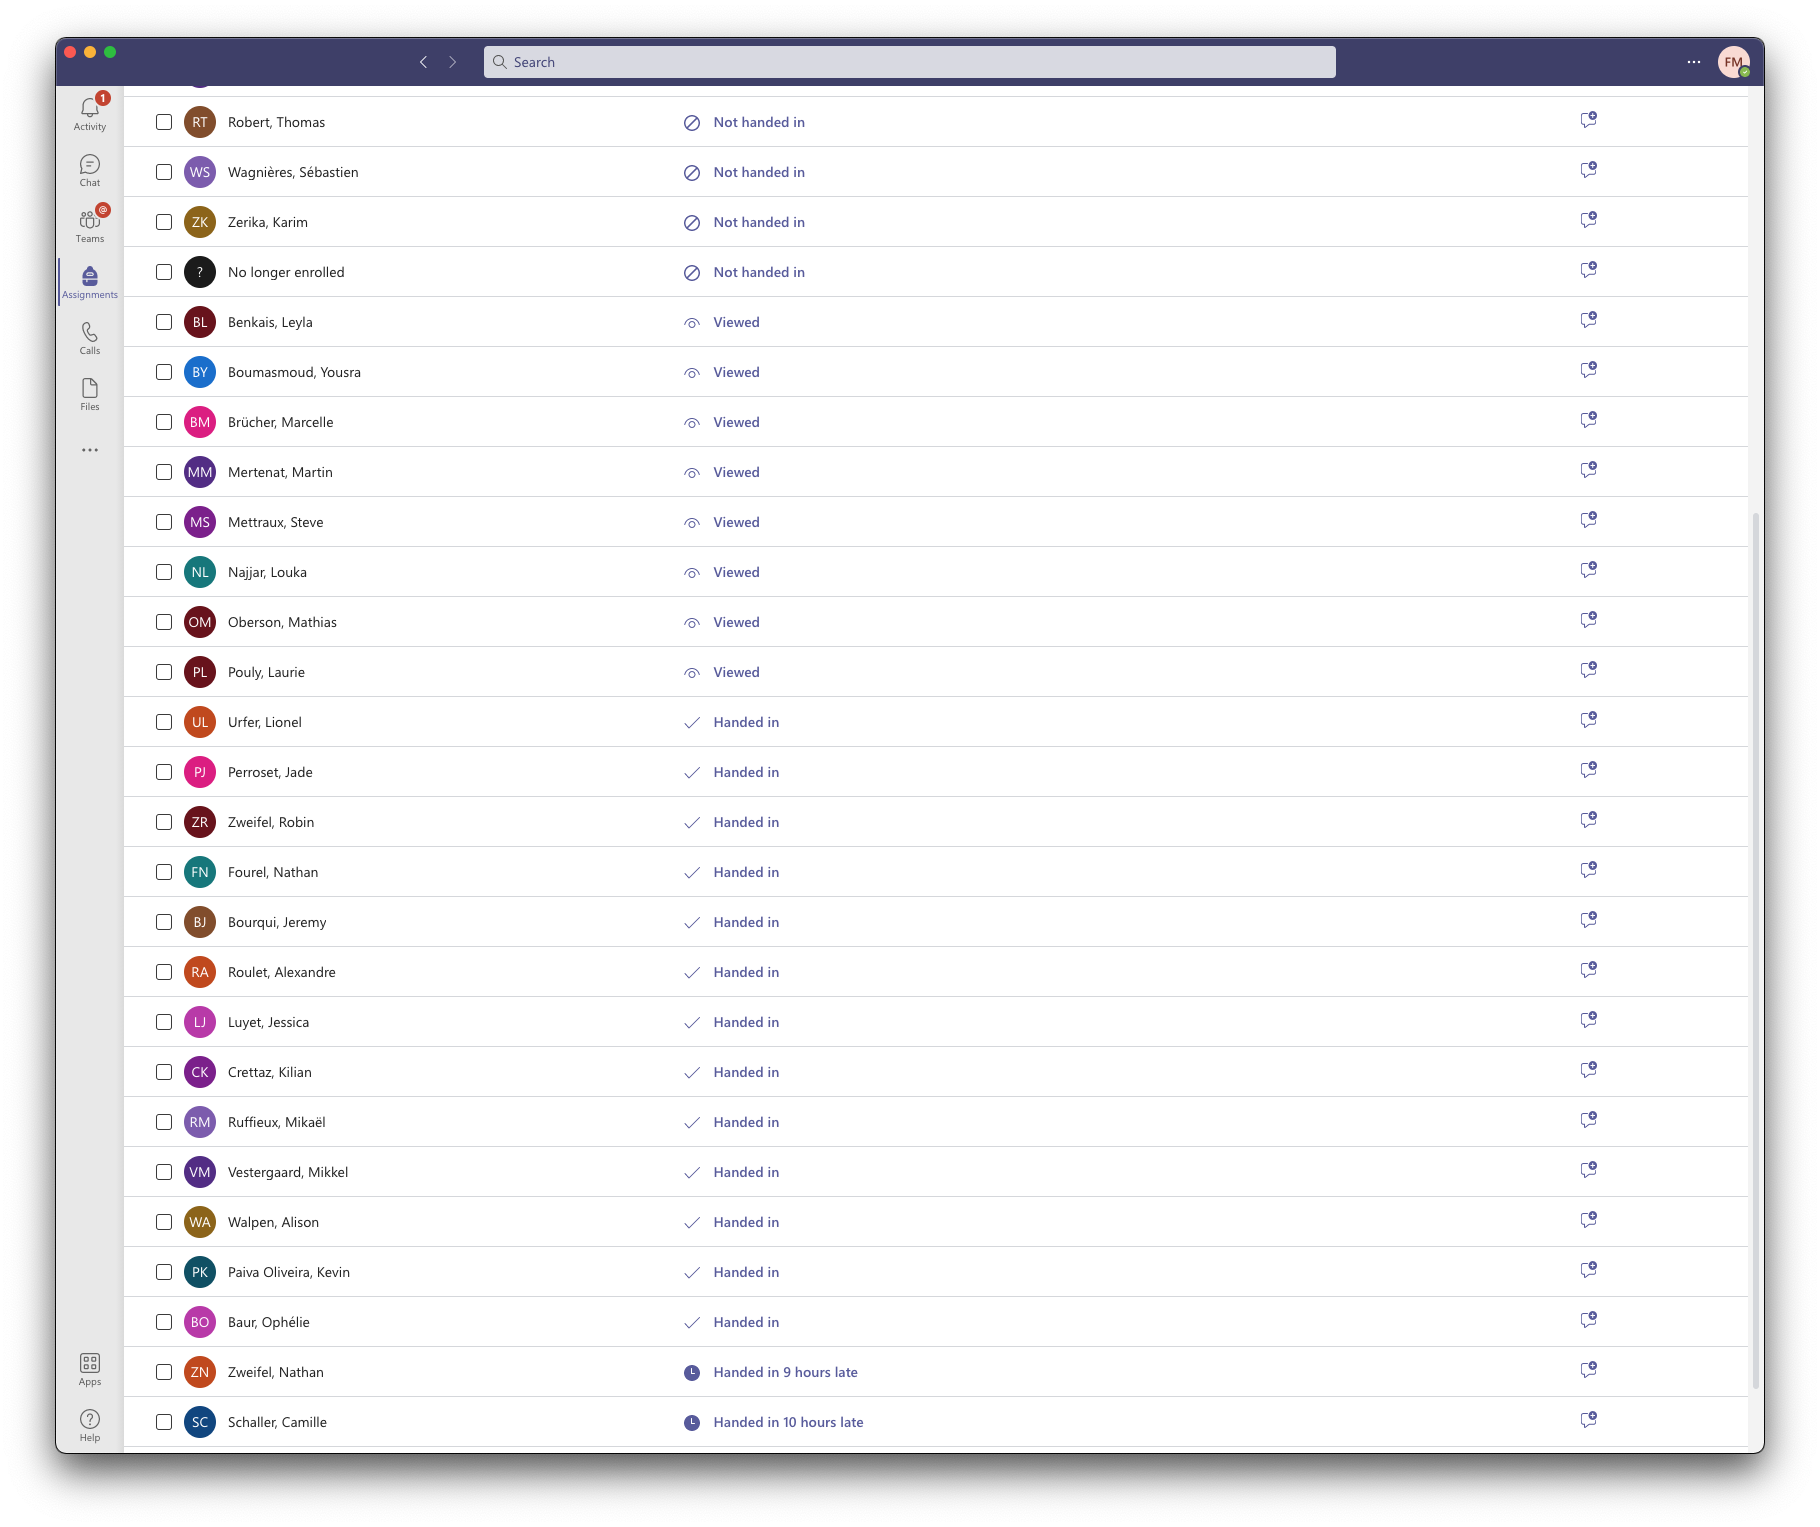 Search
FM
1
Activity
Chat
@
Teams
Assignments
Calls
Files
Apps
Help
RT Robert, Thomas Not handed in
WS Wagnières, Sébastien Not handed in
ZK Zerika, Karim Not handed in
? No longer enrolled Not handed in
BL Benkais, Leyla Viewed
BY Boumasmoud, Yousra Viewed
BM Brücher, Marcelle Viewed
MM Mertenat, Martin Viewed
MS Mettraux, Steve Viewed
NL Najjar, Louka Viewed
OM Oberson, Mathias Viewed
PL Pouly, Laurie Viewed
UL Urfer, Lionel Handed in
PJ Perroset, Jade Handed in
ZR Zweifel, Robin Handed in
FN Fourel, Nathan Handed in
BJ Bourqui, Jeremy Handed in
RA Roulet, Alexandre Handed in
LJ Luyet, Jessica Handed in
CK Crettaz, Kilian Handed in
RM Ruffieux, Mikaël Handed in
VM Vestergaard, Mikkel Handed in
WA Walpen, Alison Handed in
PK Paiva Oliveira, Kevin Handed in
BO Baur, Ophélie Handed in
ZN Zweifel, Nathan Handed in 9 hours late
SC Schaller, Camille Handed in 10 hours late